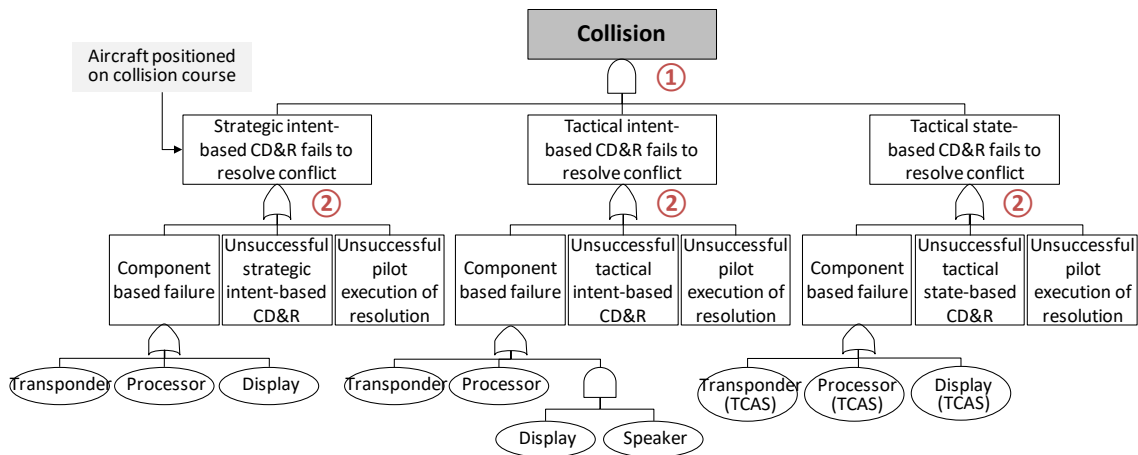 Collision
①
Aircraft positioned
on collision course
Strategic intent-
based CD&R fails to
resolve conflict
Tactical intent-
based CD&R fails to
resolve conflict
Tactical state-
based CD&R fails to
resolve conflict
②
②
②
Component
based failure
Unsuccessful
strategic
intent-based
CD&R
Unsuccessful
pilot
execution of
resolution
Component
based failure
Unsuccessful
tactical
intent-based
CD&R
Unsuccessful
pilot
execution of
resolution
Component
based failure
Unsuccessful
tactical
state-based
CD&R
Unsuccessful
pilot
execution of
resolution
Transponder
Processor
Display
Transponder
Processor
Display
Speaker
Transponder
(TCAS)
Processor
(TCAS)
Display
(TCAS)